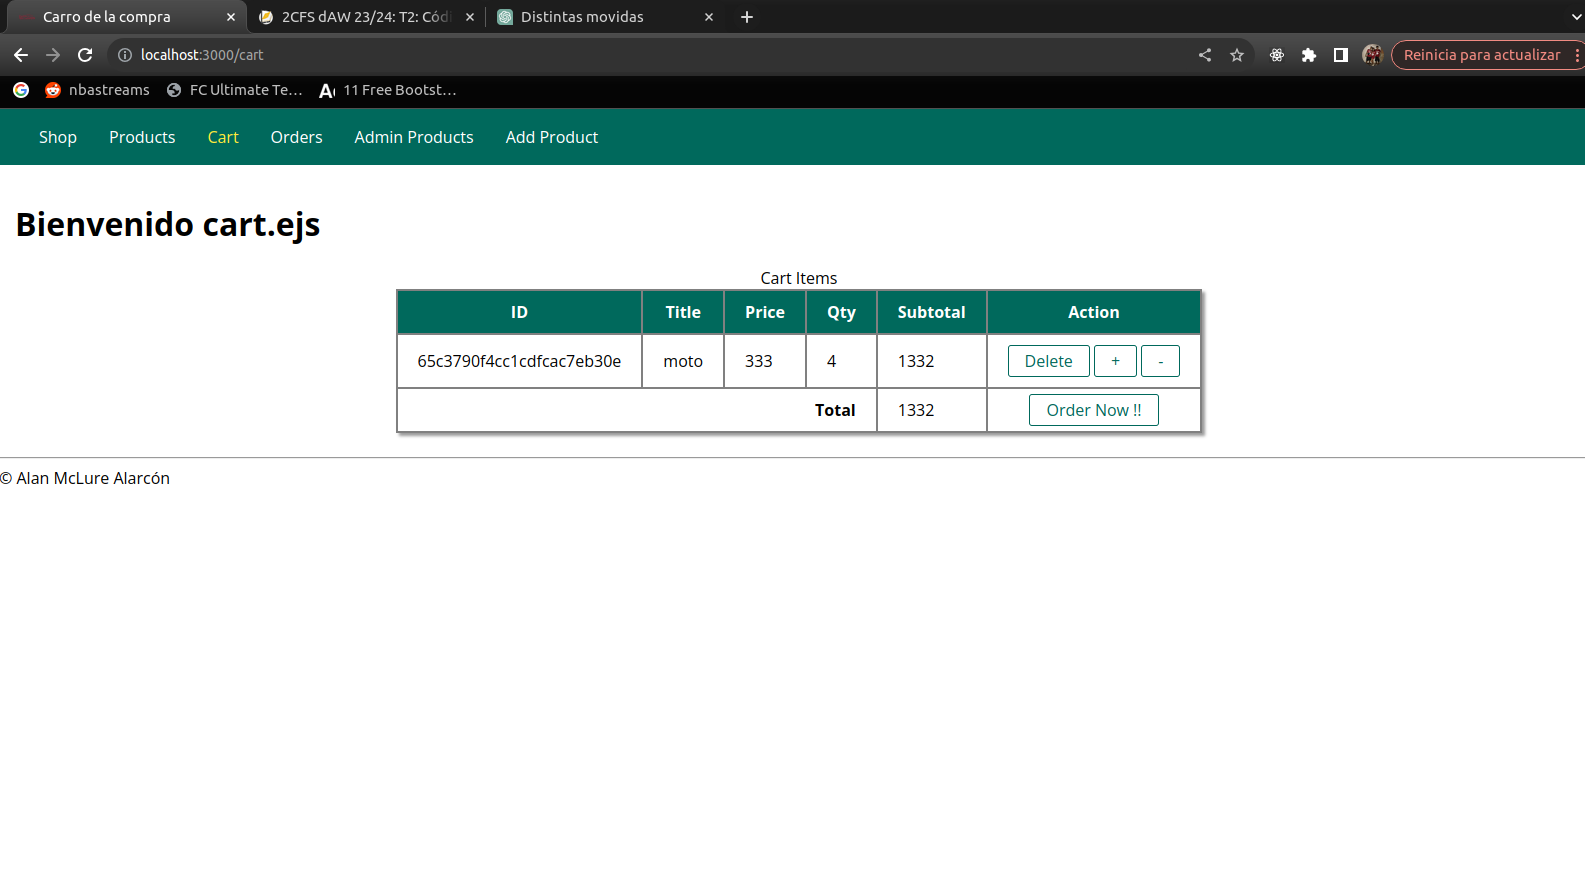 Carro de la compra
2CFS dAW 23/24: T2: Códi
Distintas movidas
localhost:3000/cart
Reinicia para actualizar
nbastreams
FC Ultimate Te...
11 Free Bootst...
Shop Products Cart Orders Admin Products Add Product
Bienvenido cart.ejs
Cart Items
ID Title Price Qty Subtotal Action
65c3790f4cc1cdfcac7eb30e moto 333 4 1332 Delete + -
Total 1332 Order Now !!
© Alan McLure Alarcón